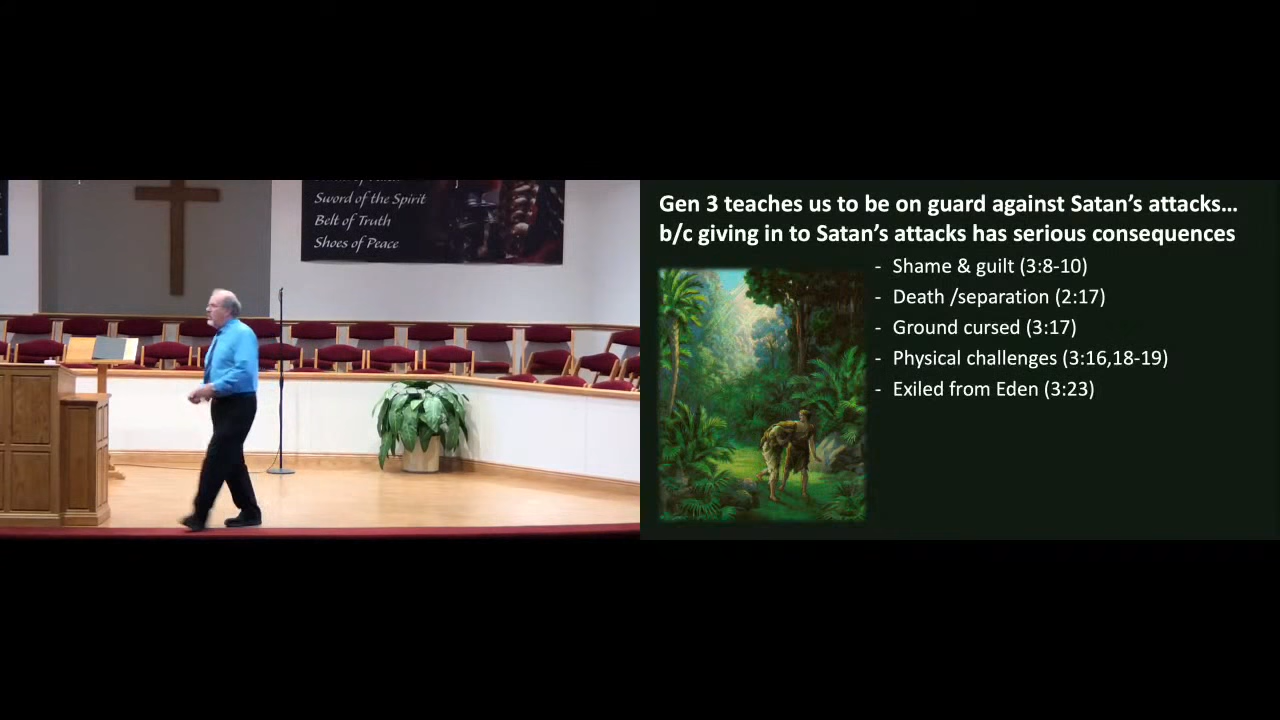 Sword of the Spirit
Belt of Truth
Shoes of Peace
Gen 3 teaches us to be on guard against Satan’s attacks…
b/c giving in to Satan’s attacks has serious consequences
- Shame & guilt (3:8-10)
- Death /separation (2:17)
- Ground cursed (3:17)
- Physical challenges (3:16,18-19)
- Exiled from Eden (3:23)